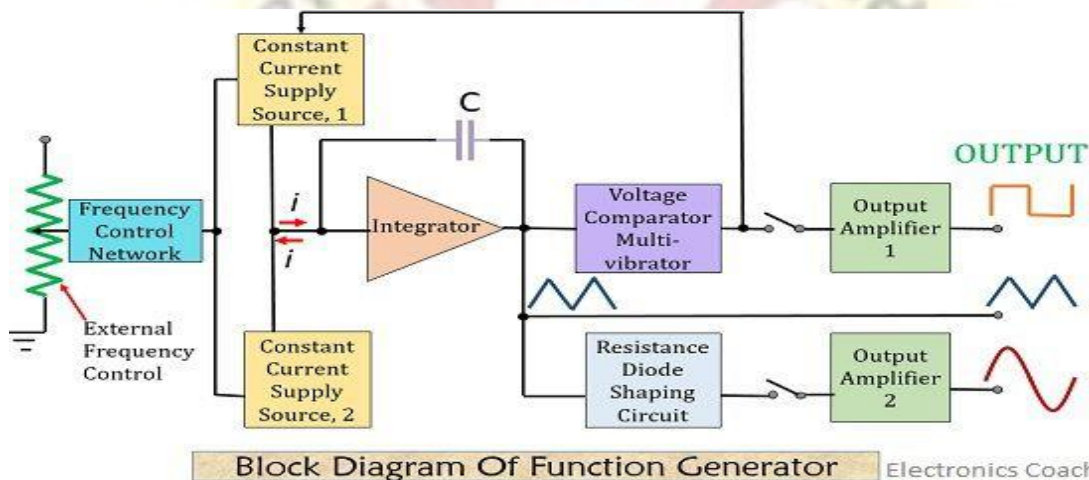 Constant
Current
Supply
Source, 1
C
OUTPUT
i
i
Frequency
Control
Network
Integrator
Voltage
Comparator
Multi-
vibrator
Output
Amplifier
1
External
Frequency
Control
Constant
Current
Supply
Source, 2
Resistance
Diode
Shaping
Circuit
Output
Amplifier
2
Block Diagram Of Function Generator
Electronics Coach